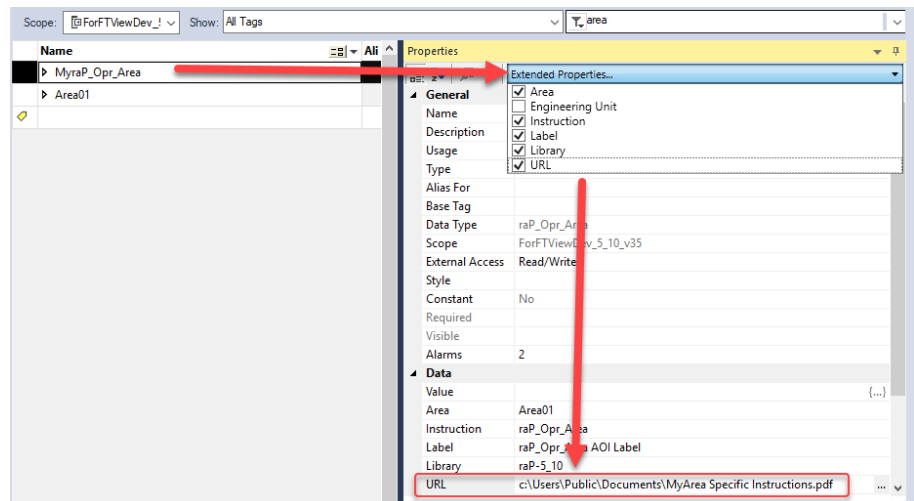 Scope: ForFTViewDev_! Show: All Tags area
Name Ali
MyraP_Opr_Area
Area01
Properties
Extended Properties...
Area
Engineering Unit
Instruction
Label
Library
URL
General
Name
Description
Usage
Type
Alias For
Base Tag
Data Type raP_Opr_Area
Scope ForFTViewDev_5_10_v35
External Access Read/Write
Style
Constant No
Required
Visible
Alarms 2
Data
Value {...}
Area Area01
Instruction raP_Opr_Area
Label raP_Opr_Area AOI Label
Library raP-5_10
URL c:\Users\Public\Documents\MyArea Specific Instructions.pdf ...